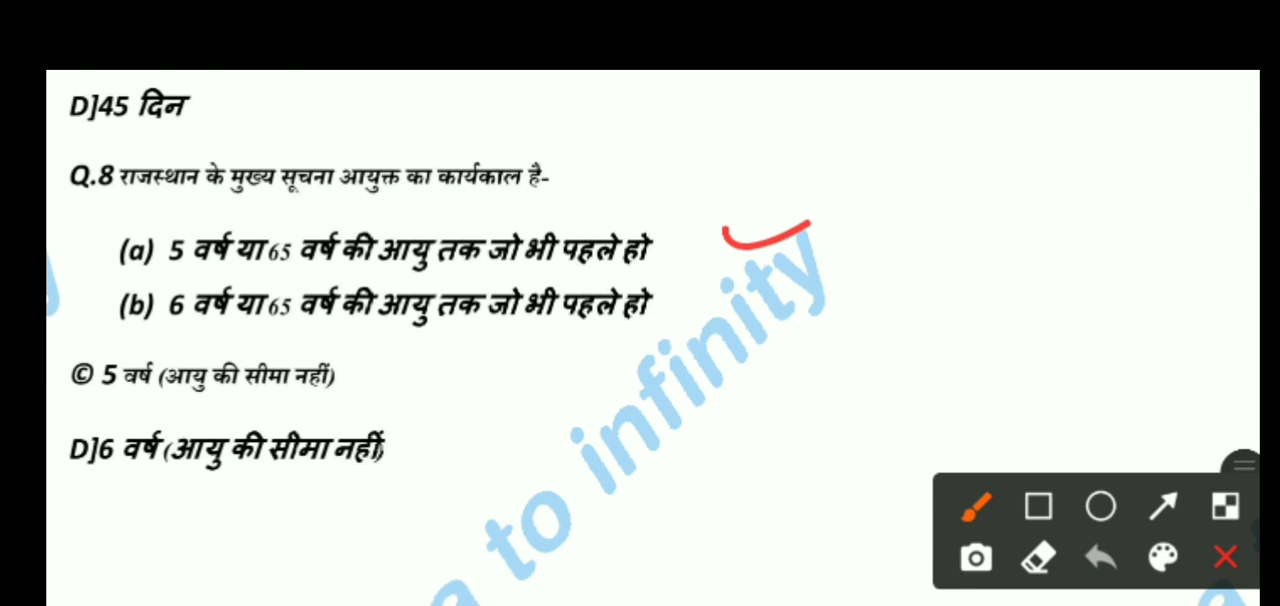 D]45 दिन
Q.8 राजस्थान के मुख्य सूचना आयुक्त का कार्यकाल है-
(a) 5 वर्ष या 65 वर्ष की आयु तक जो भी पहले हो
(b) 6 वर्ष या 65 वर्ष की आयु तक जो भी पहले हो
© 5 वर्ष (आयु की सीमा नहीं)
D]6 वर्ष (आयु की सीमा नहीं)
to infinity